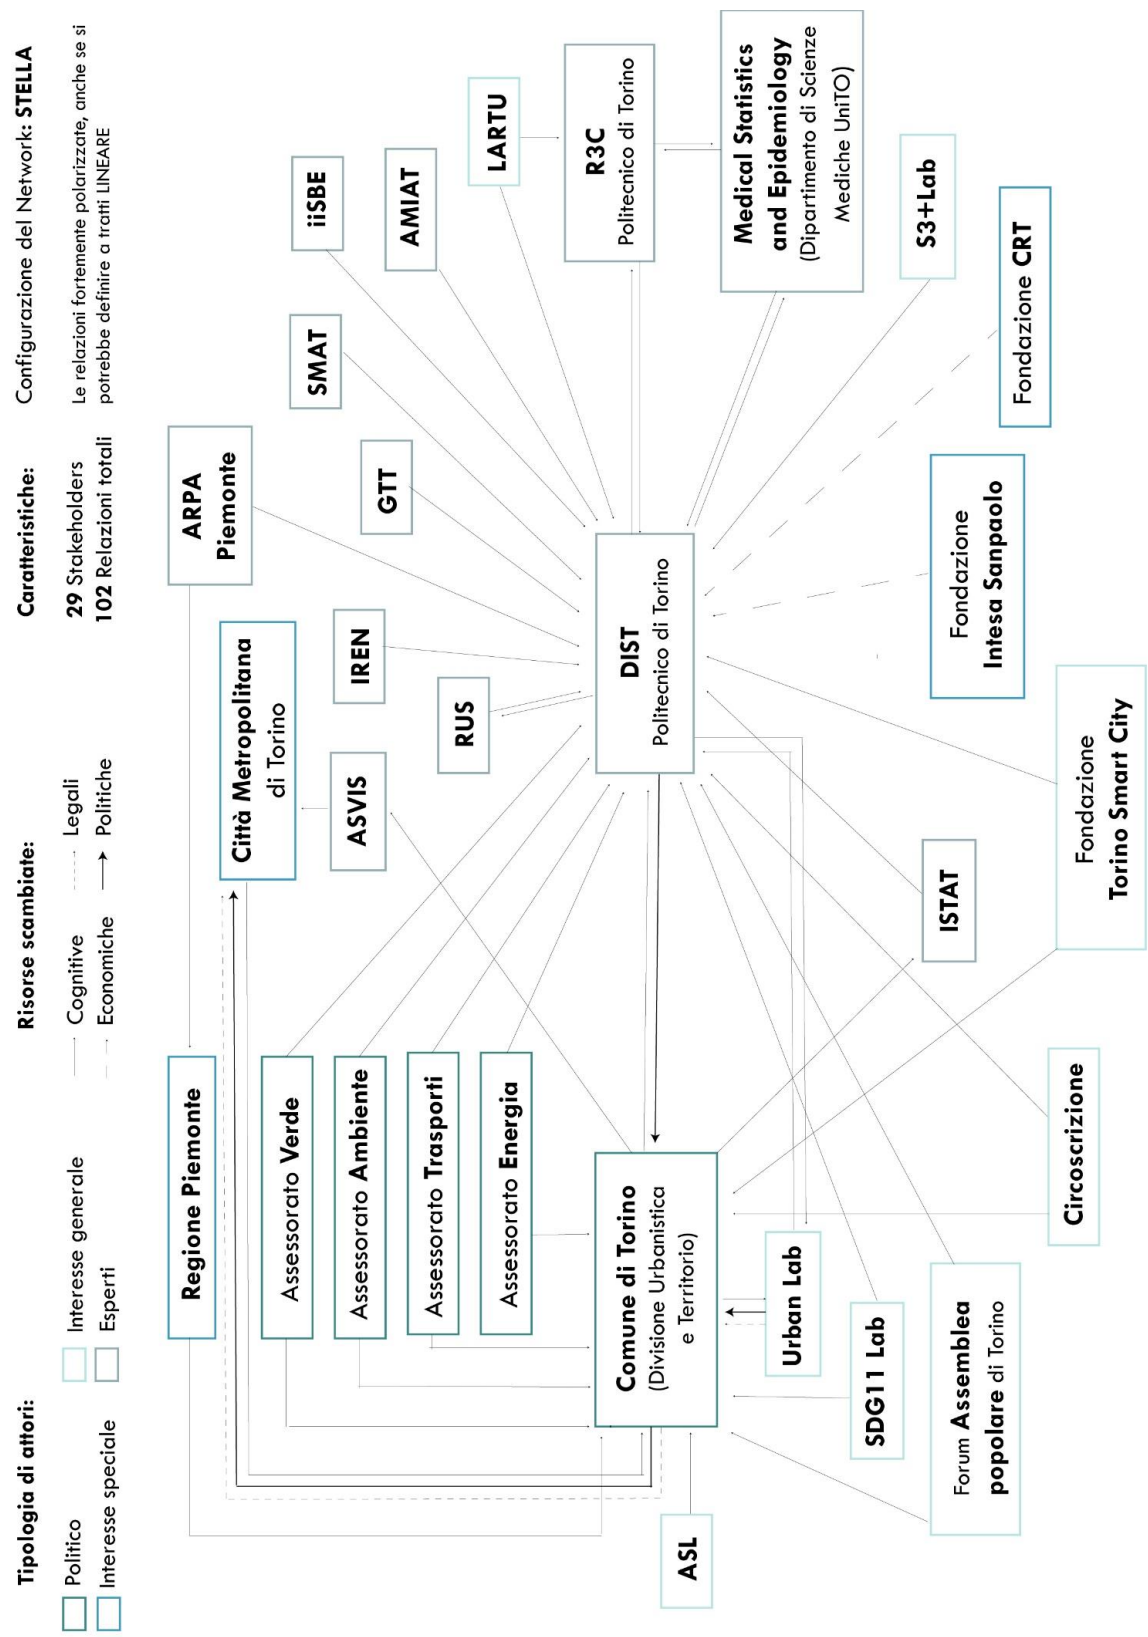 Tipologia di attori:
Politico
Interesse speciale
Interesse generale
Esperti
Risorse scambiate:
Cognitive
Economiche
Legali
Politiche
Caratteristiche:
29 Stakeholders
102 Relazioni totali
Configurazione del Network: STELLA
Le relazioni fortemente polarizzate, anche se si
potrebbe definire a tratti LINEARE
Regione Piemonte
ARPA
Piemonte
Città Metropolitana
di Torino
Assessorato Verde
Assessorato Ambiente
Assessorato Trasporti
Assessorato Energia
ASVIS
IREN
RUS
GTT
SMAT
iiSBE
AMIAT
LARTU
R3C
Politecnico di Torino
Medical Statistics
and Epidemiology
(Dipartimento di Scienze
Mediche UniTO)
DIST
Politecnico di Torino
Comune di Torino
(Divisione Urbanistica
e Territorio)
ASL
Urban Lab
SDG11 Lab
Forum Assemblea
popolare di Torino
Circoscrizione
ISTAT
Fondazione
Torino Smart City
Fondazione
Intesa Sanpaolo
Fondazione CRT
S3+Lab